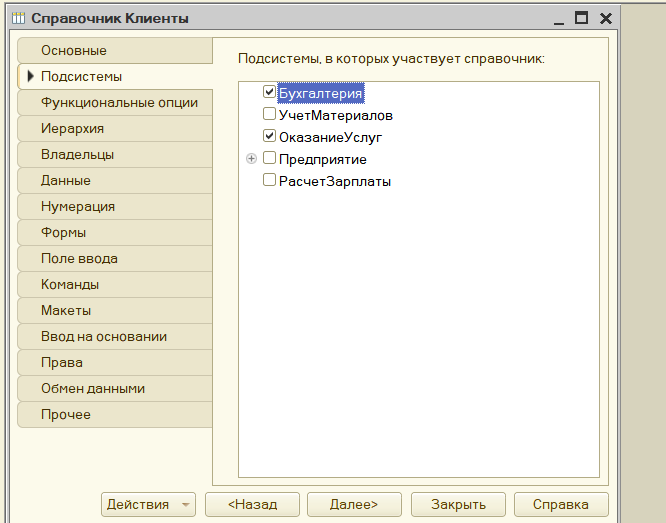 Справочник Клиенты
Основные
Подсистемы
Функциональные опции
Иерархия
Владельцы
Данные
Нумерация
Формы
Поле ввода
Команды
Макеты
Ввод на основании
Права
Обмен данными
Прочее
Подсистемы, в которых участвует справочник:
Бухгалтерия
УчетМатериалов
ОказаниеУслуг
Предприятие
РасчетЗарплаты
Действия
<Назад
Далее>
Закрыть
Справка